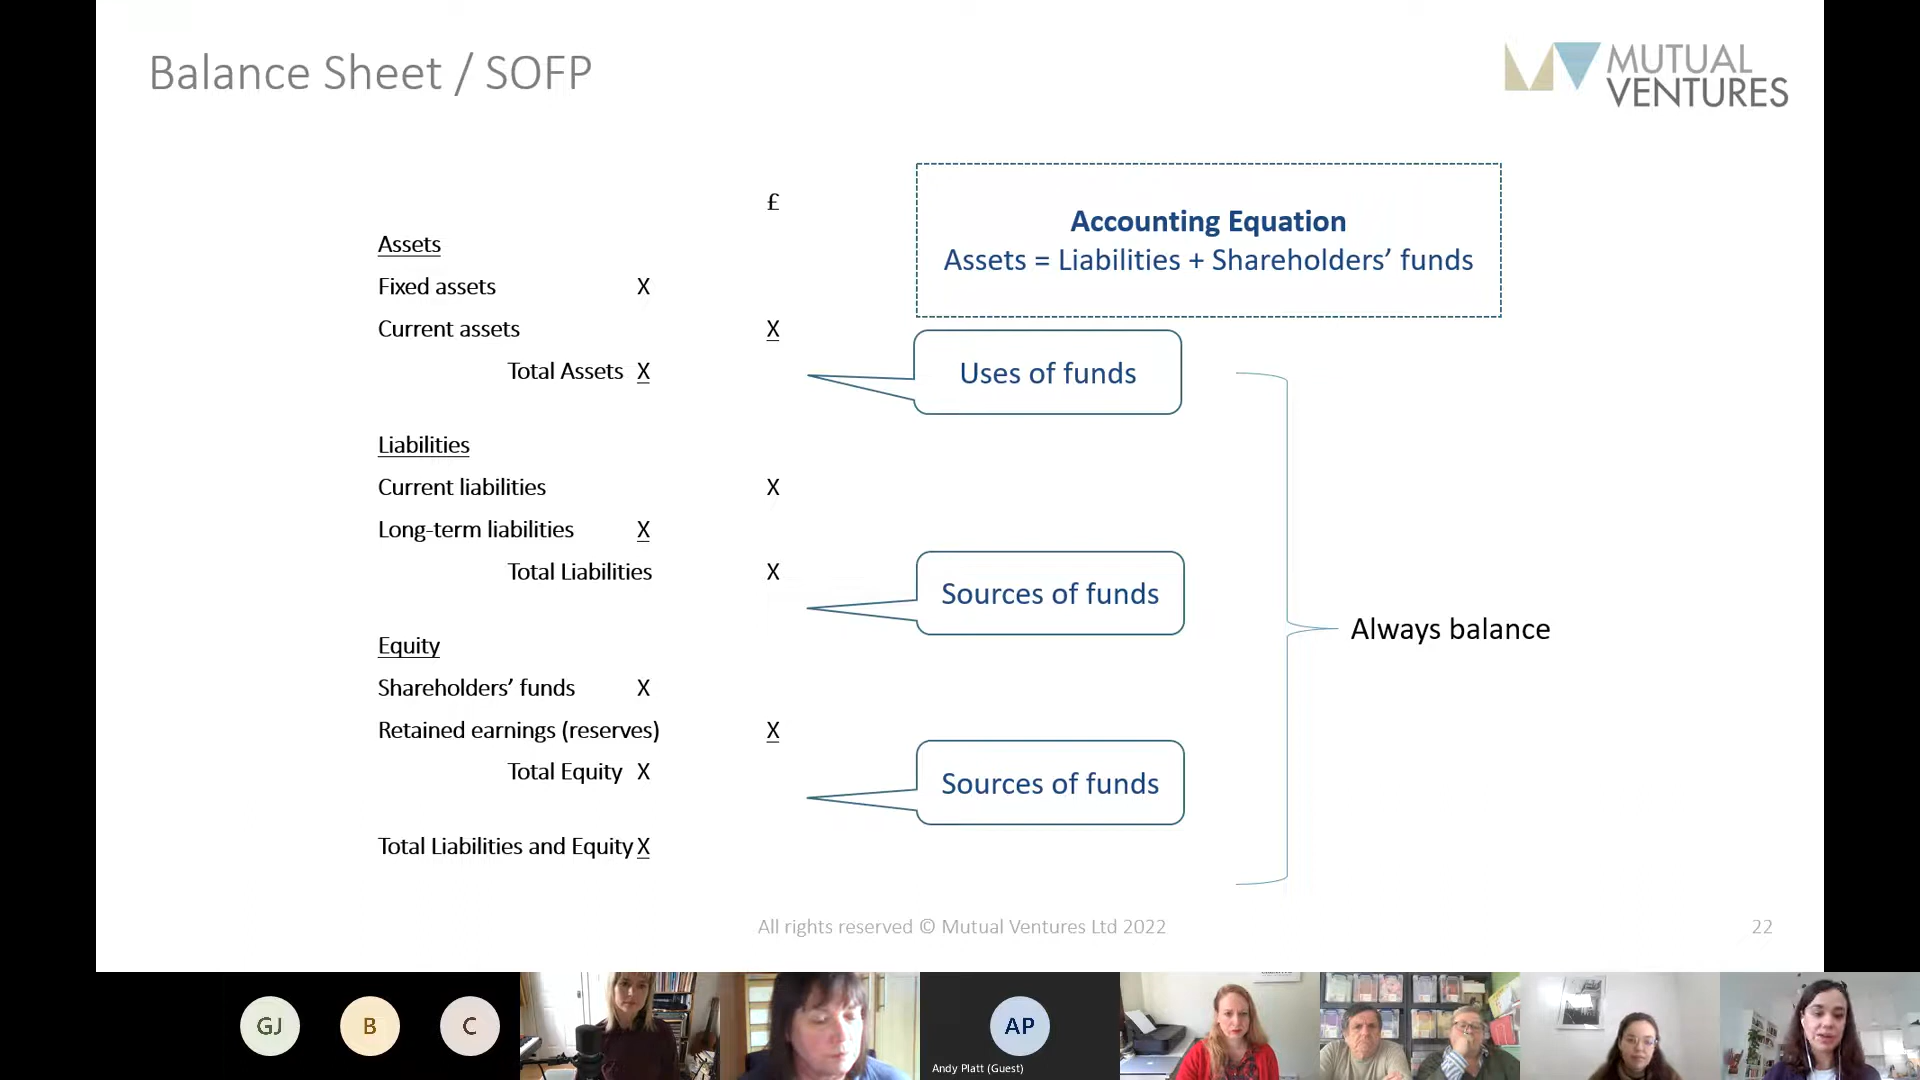 Balance Sheet / SOFP
MUTUAL
VENTURES
£
Assets
Fixed assets X
Current assets X
Total Assets X
Liabilities
Current liabilities X
Long-term liabilities X
Total Liabilities X
Equity
Shareholders’ funds X
Retained earnings (reserves) X
Total Equity X
Total Liabilities and Equity X
Accounting Equation
Assets = Liabilities + Shareholders’ funds
Uses of funds
Sources of funds
Sources of funds
Always balance
All rights reserved © Mutual Ventures Ltd 2022
22
GJ
B
C
AP
Andy Platt (Guest)